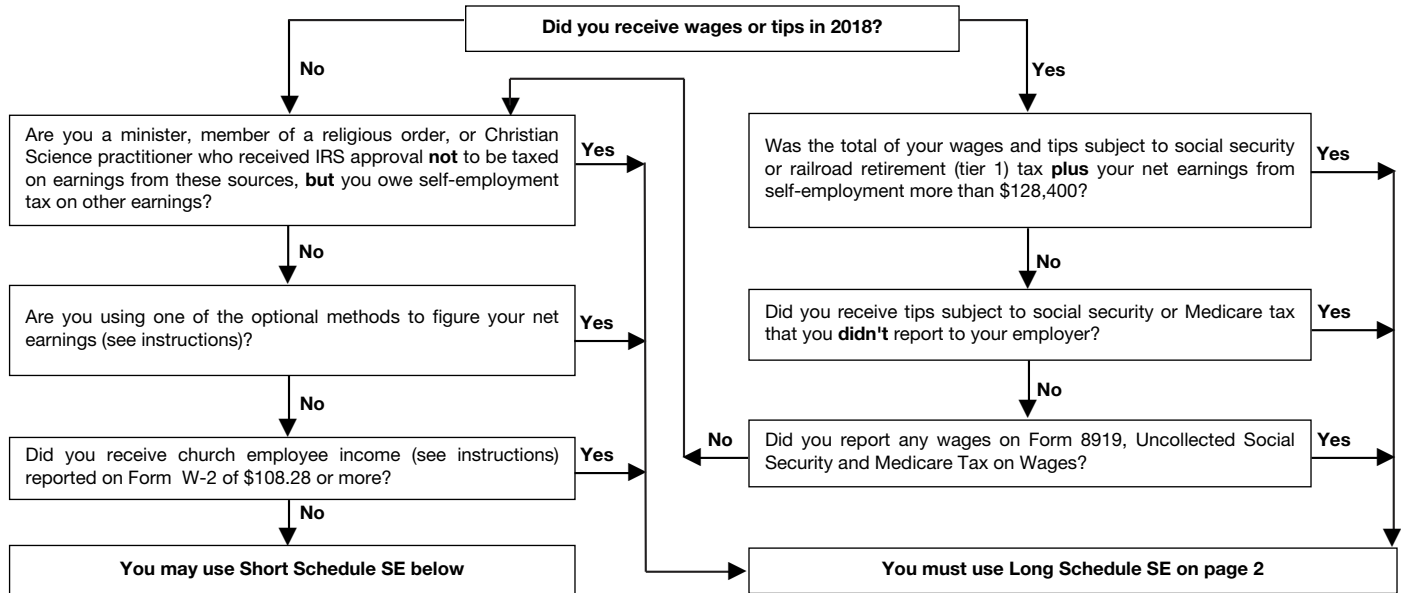 Did you receive wages or tips in 2018?
No
Yes
Are you a minister, member of a religious order, or Christian
Science practitioner who received IRS approval not to be taxed
on earnings from these sources, but you owe self-employment
tax on other earnings?
Yes
Was the total of your wages and tips subject to social security
or railroad retirement (tier 1) tax plus your net earnings from
self-employment more than $128,400?
Yes
No
No
Are you using one of the optional methods to figure your net
earnings (see instructions)?
Yes
Did you receive tips subject to social security or Medicare tax
that you didn't report to your employer?
Yes
No
No
Did you receive church employee income (see instructions)
reported on Form W-2 of $108.28 or more?
Yes
No
Did you report any wages on Form 8919, Uncollected Social
Security and Medicare Tax on Wages?
Yes
No
You may use Short Schedule SE below
You must use Long Schedule SE on page 2